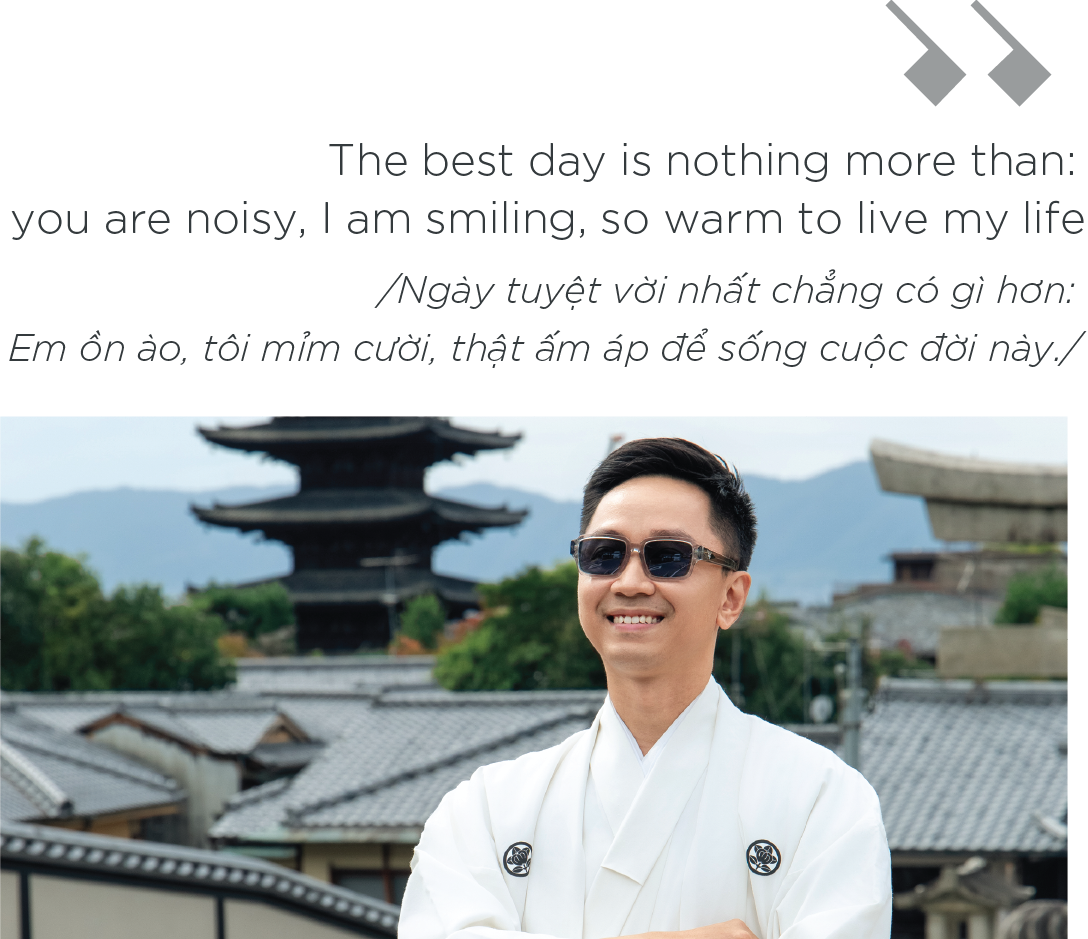 The best day is nothing more than:
you are noisy, I am smiling, so warm to live my life
/Ngày tuyệt vời nhất chẳng có gì hơn:
Em ồn ào, tôi mỉm cười, thật ấm áp để sống cuộc đời này./